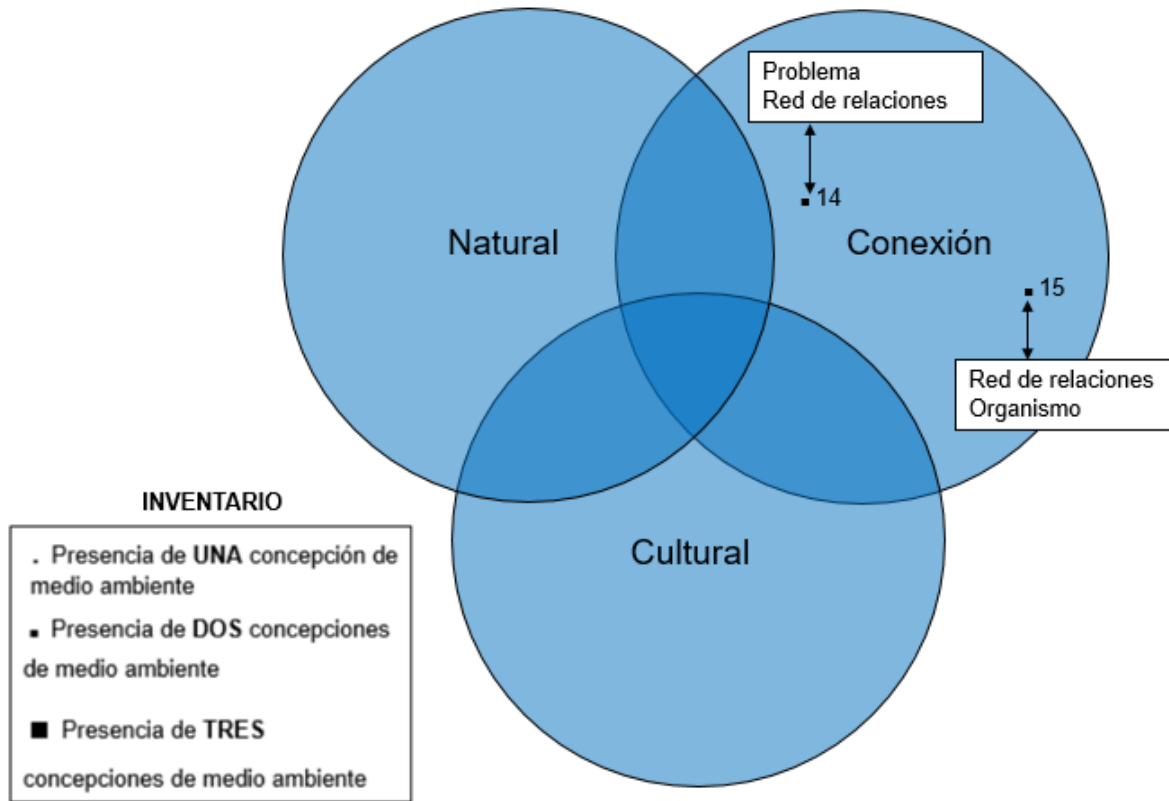 Problema
Red de relaciones
14
Natural
Conexión
15
Red de relaciones
Organismo
INVENTARIO
. Presencia de UNA concepción de
medio ambiente
▪ Presencia de DOS concepciones
de medio ambiente
■ Presencia de TRES
concepciones de medio ambiente
Cultural